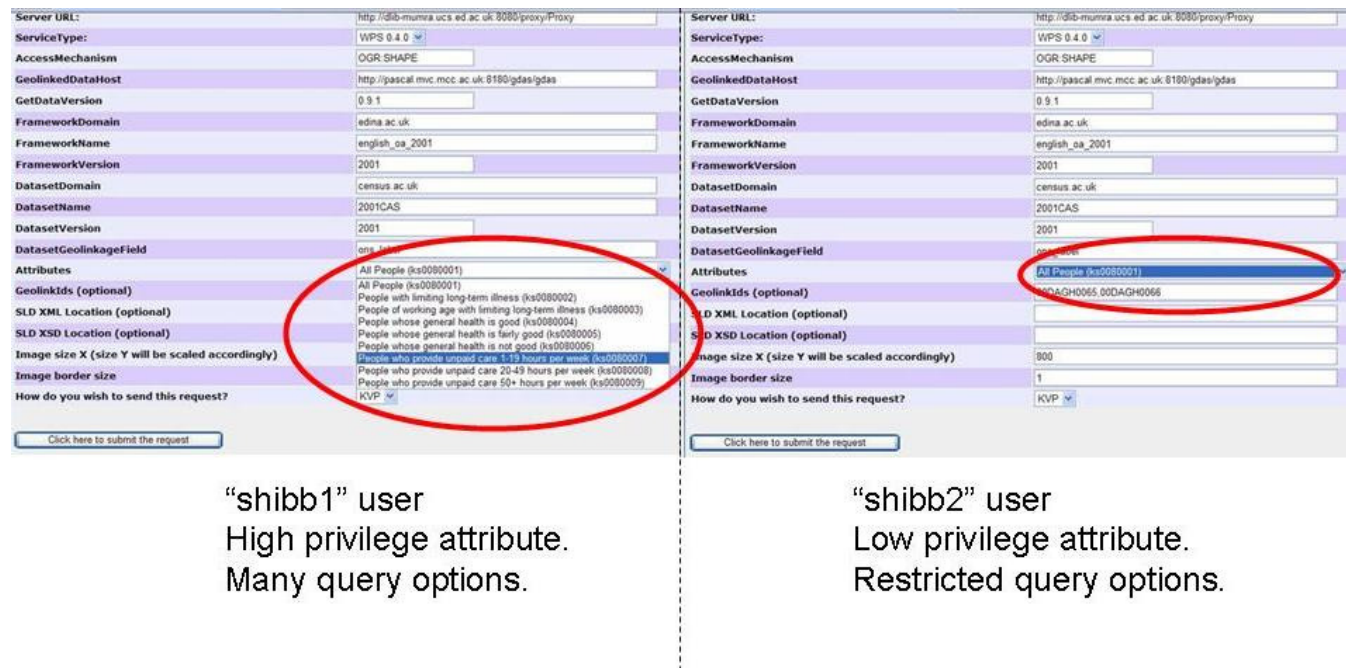 Server URL: http://dlib-mumra.ucs.ed.ac.uk:8080/proxy/Proxy
ServiceType: WPS 0.4.0
AccessMechanism OGR:SHAPE
GeolinkedDataHost http://pascal.mvc.mcc.ac.uk:8180/gdas/gdas
GetDataVersion 0.9.1
FrameworkDomain edina.ac.uk
FrameworkName english_oa_2001
FrameworkVersion 2001
DatasetDomain census.ac.uk
DatasetName 2001CAS
DatasetVersion 2001
DatasetGeolinkageField ons_label
Attributes All People (ks0080001)
All People (ks0080001)
GeolinkIds (optional)
People with limiting long-term illness (ks0080002)
People of working age with limiting long-term illness (ks0080003)
SLD XML Location (optional)
People whose general health is good (ks0080004)
SLD XSD Location (optional)
People whose general health is fairly good (ks0080005)
People whose general health is not good (ks0080006)
Image size X (size Y will be scaled accordingly)
People who provide unpaid care 1-19 hours per week (ks0080007)
People who provide unpaid care 20-49 hours per week (ks0080008)
Image border size
People who provide unpaid care 50+ hours per week (ks0080009)
How do you wish to send this request? KVP
Click here to submit the request
"shibb1" user
High privilege attribute.
Many query options.
Server URL: http://dlib-mumra.ucs.ed.ac.uk:8080/proxy/Proxy
ServiceType: WPS 0.4.0
AccessMechanism OGR:SHAPE
GeolinkedDataHost http://pascal.mvc.mcc.ac.uk:8180/gdas/gdas
GetDataVersion 0.9.1
FrameworkDomain edina.ac.uk
FrameworkName english_oa_2001
FrameworkVersion 2001
DatasetDomain census.ac.uk
DatasetName 2001CAS
DatasetVersion 2001
DatasetGeolinkageField ons_label
Attributes All People (ks0080001)
GeolinkIds (optional) 00DAGH0065,00DAGH0066
SLD XML Location (optional)
SLD XSD Location (optional)
Image size X (size Y will be scaled accordingly) 800
Image border size 1
How do you wish to send this request? KVP
Click here to submit the request
"shibb2" user
Low privilege attribute.
Restricted query options.